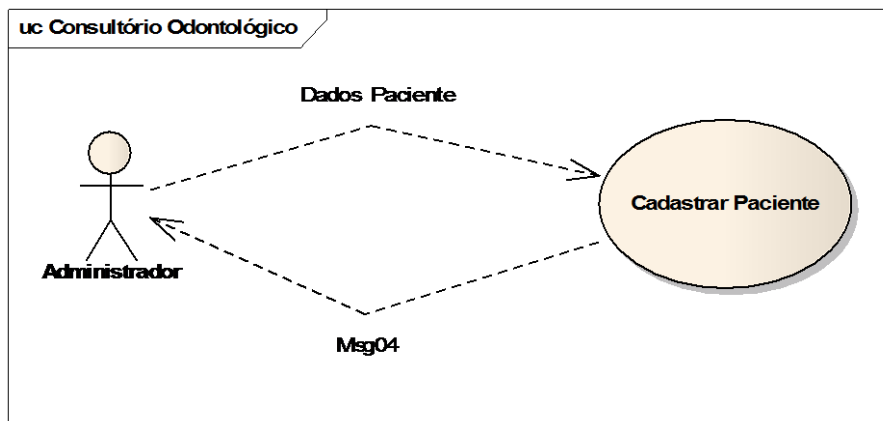 uc Consultório Odontológico
Dados Paciente
Cadastrar Paciente
Administrador
Msg04